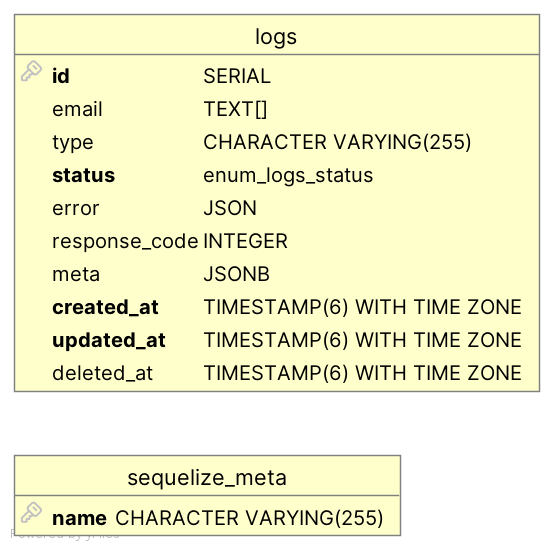 logs
id SERIAL
email TEXT[]
type CHARACTER VARYING(255)
status enum_logs_status
error JSON
response_code INTEGER
meta JSONB
created_at TIMESTAMP(6) WITH TIME ZONE
updated_at TIMESTAMP(6) WITH TIME ZONE
deleted_at TIMESTAMP(6) WITH TIME ZONE
sequelize_meta
name CHARACTER VARYING(255)
Powered by yFiles